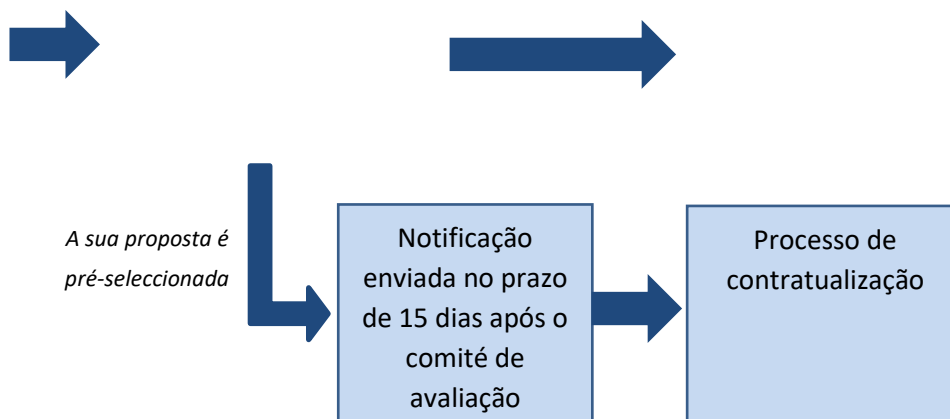 A sua proposta é
pré-seleccionada
Notificação
enviada no prazo
de 15 dias após o
comité de
avaliação
Processo de
contratualização